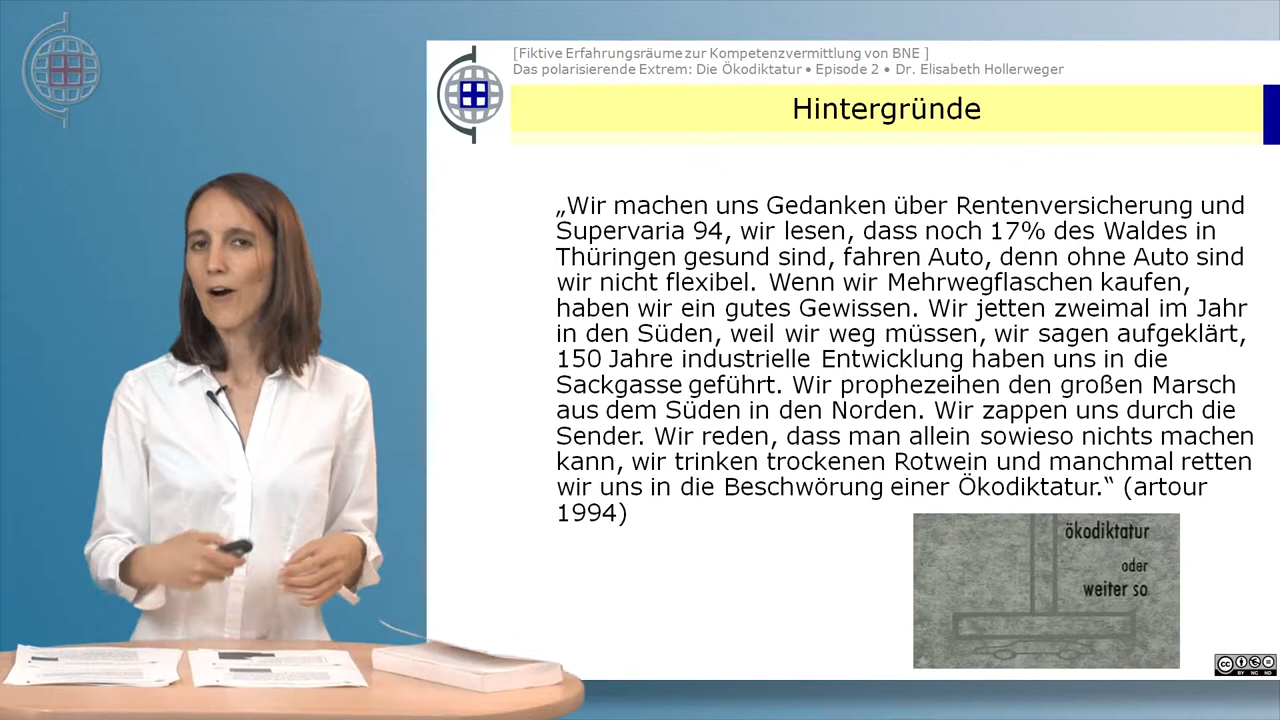 [Fiktive Erfahrungsräume zur Kompetenzvermittlung von BNE ]
Das polarisierende Extrem: Die Ökodiktatur • Episode 2 • Dr. Elisabeth Hollerweger
Hintergründe
„Wir machen uns Gedanken über Rentenversicherung und
Supervaria 94, wir lesen, dass noch 17% des Waldes in
Thüringen gesund sind, fahren Auto, denn ohne Auto sind
wir nicht flexibel. Wenn wir Mehrwegflaschen kaufen,
haben wir ein gutes Gewissen. Wir jetten zweimal im Jahr
in den Süden, weil wir weg müssen, wir sagen aufgeklärt,
150 Jahre industrielle Entwicklung haben uns in die
Sackgasse geführt. Wir prophezeihen den großen Marsch
aus dem Süden in den Norden. Wir zappen uns durch die
Sender. Wir reden, dass man allein sowieso nichts machen
kann, wir trinken trockenen Rotwein und manchmal retten
wir uns in die Beschwörung einer Ökodiktatur.“ (artour
1994)
ökodiktatur
oder
weiter so
cc
BY NC ND